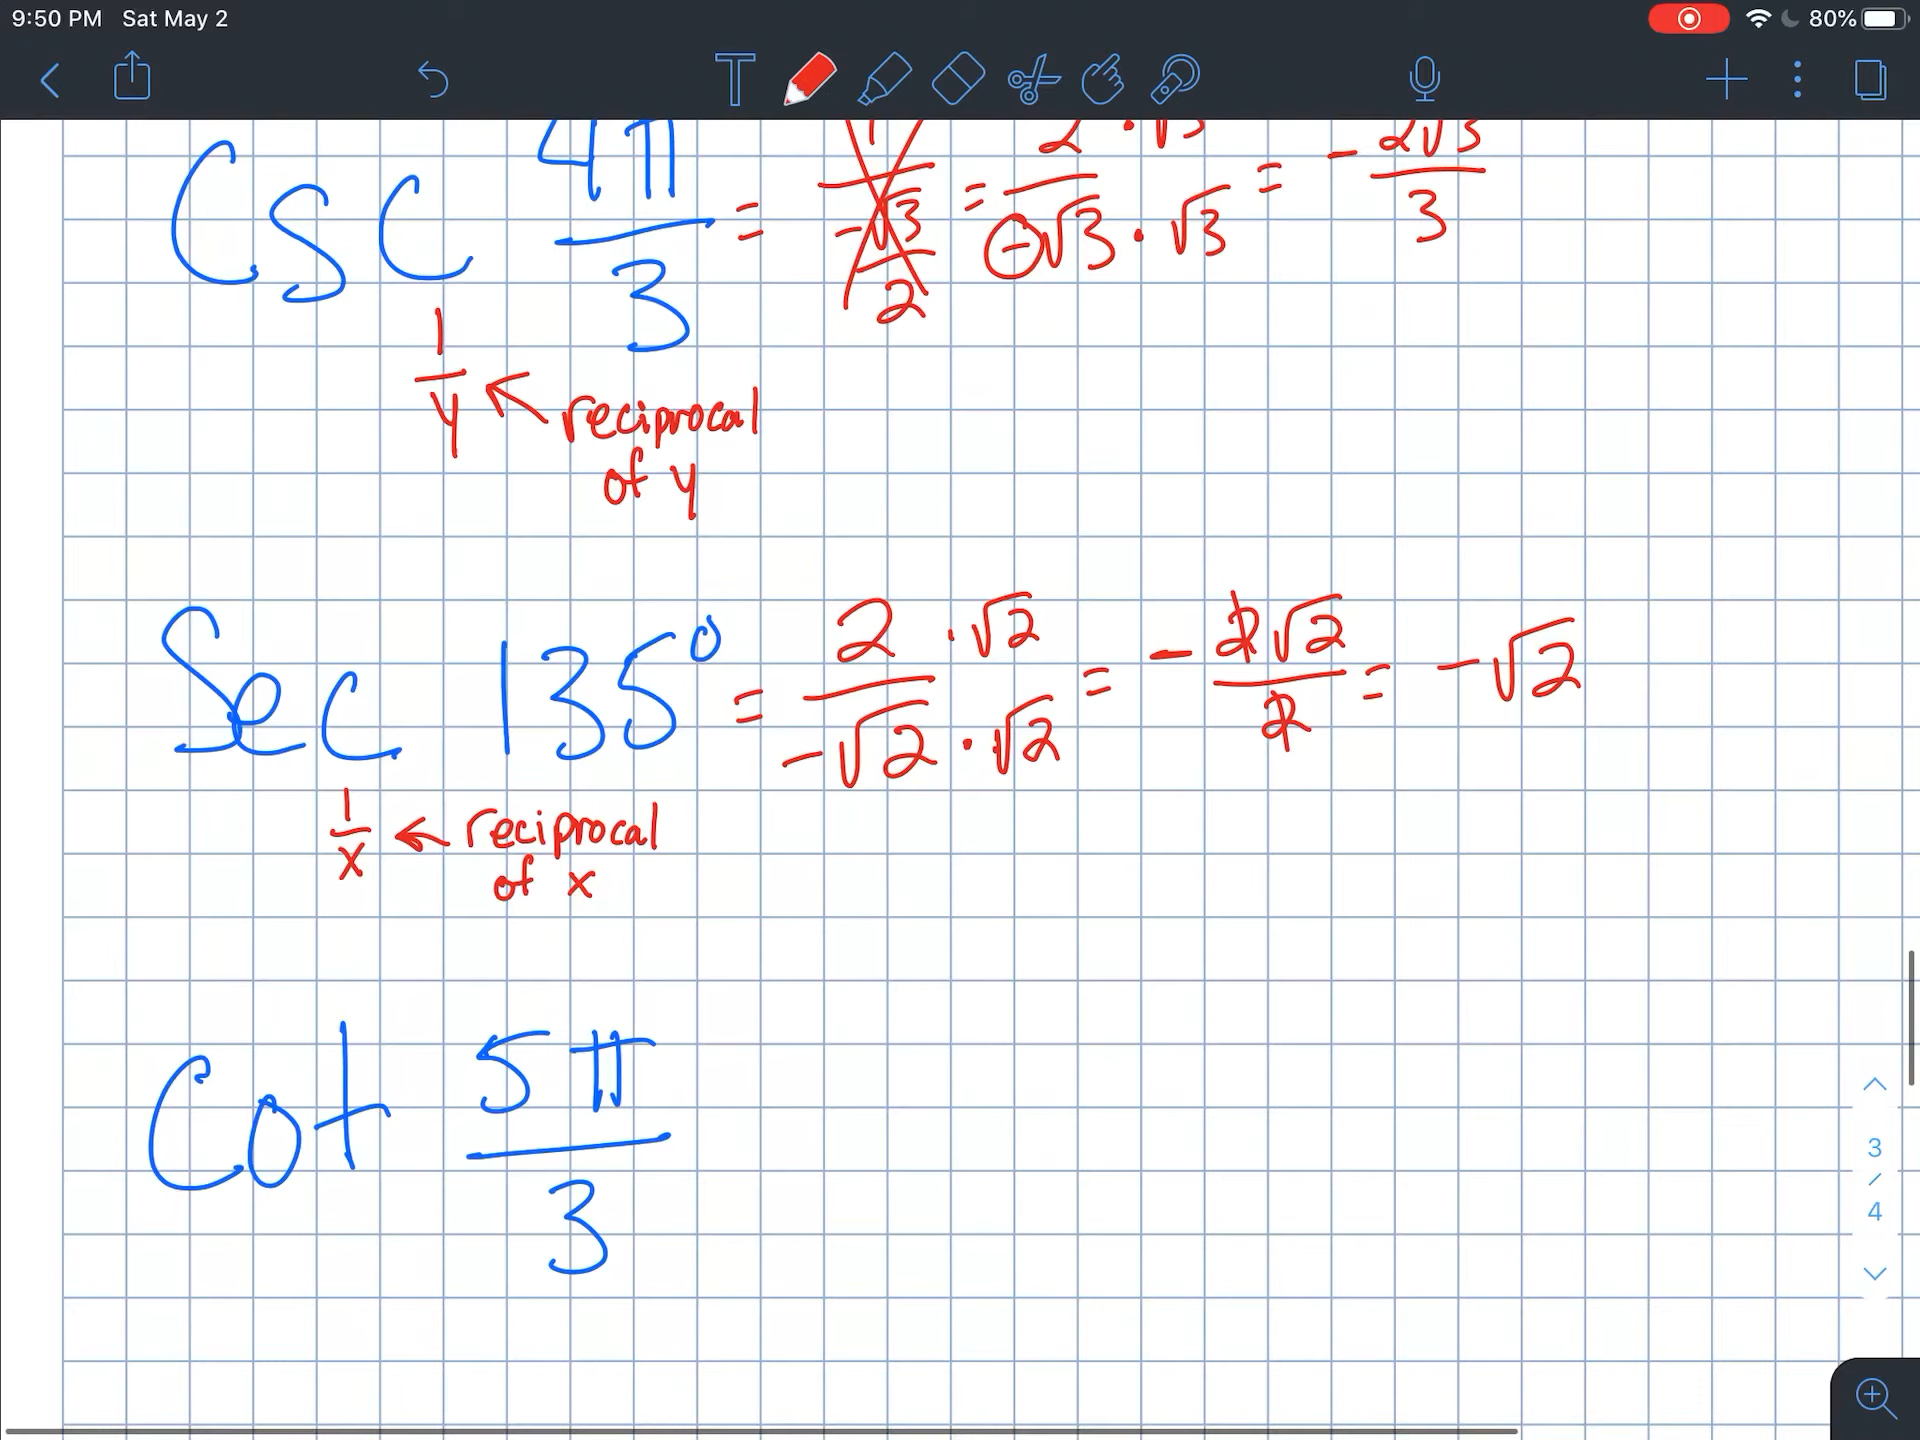 9:50 PM Sat May 2
80%
T
Csc 4π/3 = 1/(-√3/2) = 2·√3/(-√3·√3) = -2√3/3
1/y ← reciprocal
of y
Sec 135° = 2·√2/(-√2·√2) = -2√2/2 = -√2
1/x ← reciprocal
of x
Cot 5π/3
3
/
4